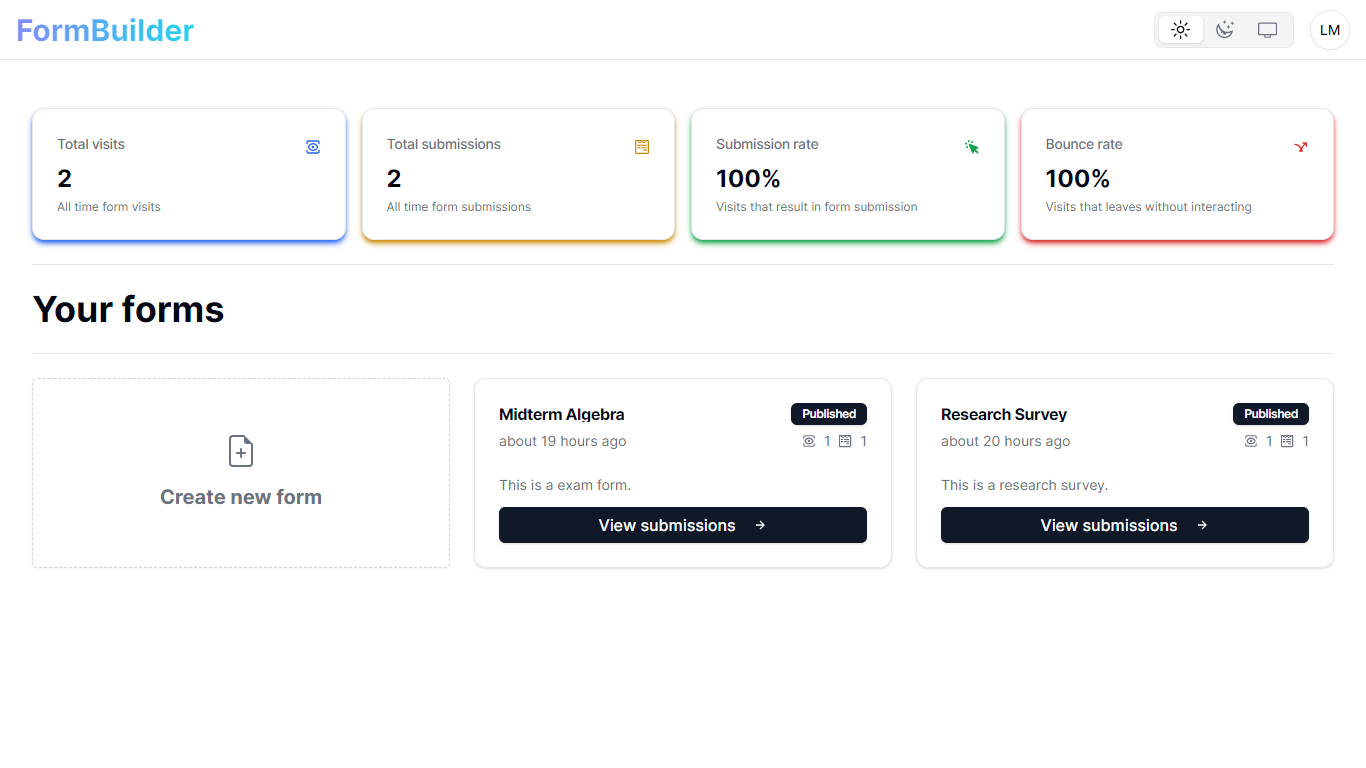 FormBuilder
LM
Total visits
2
All time form visits
Total submissions
2
All time form submissions
Submission rate
100%
Visits that result in form submission
Bounce rate
100%
Visits that leaves without interacting
Your forms
Create new form
Midterm Algebra
Published
about 19 hours ago
1 1
This is a exam form.
View submissions
Research Survey
Published
about 20 hours ago
1 1
This is a research survey.
View submissions